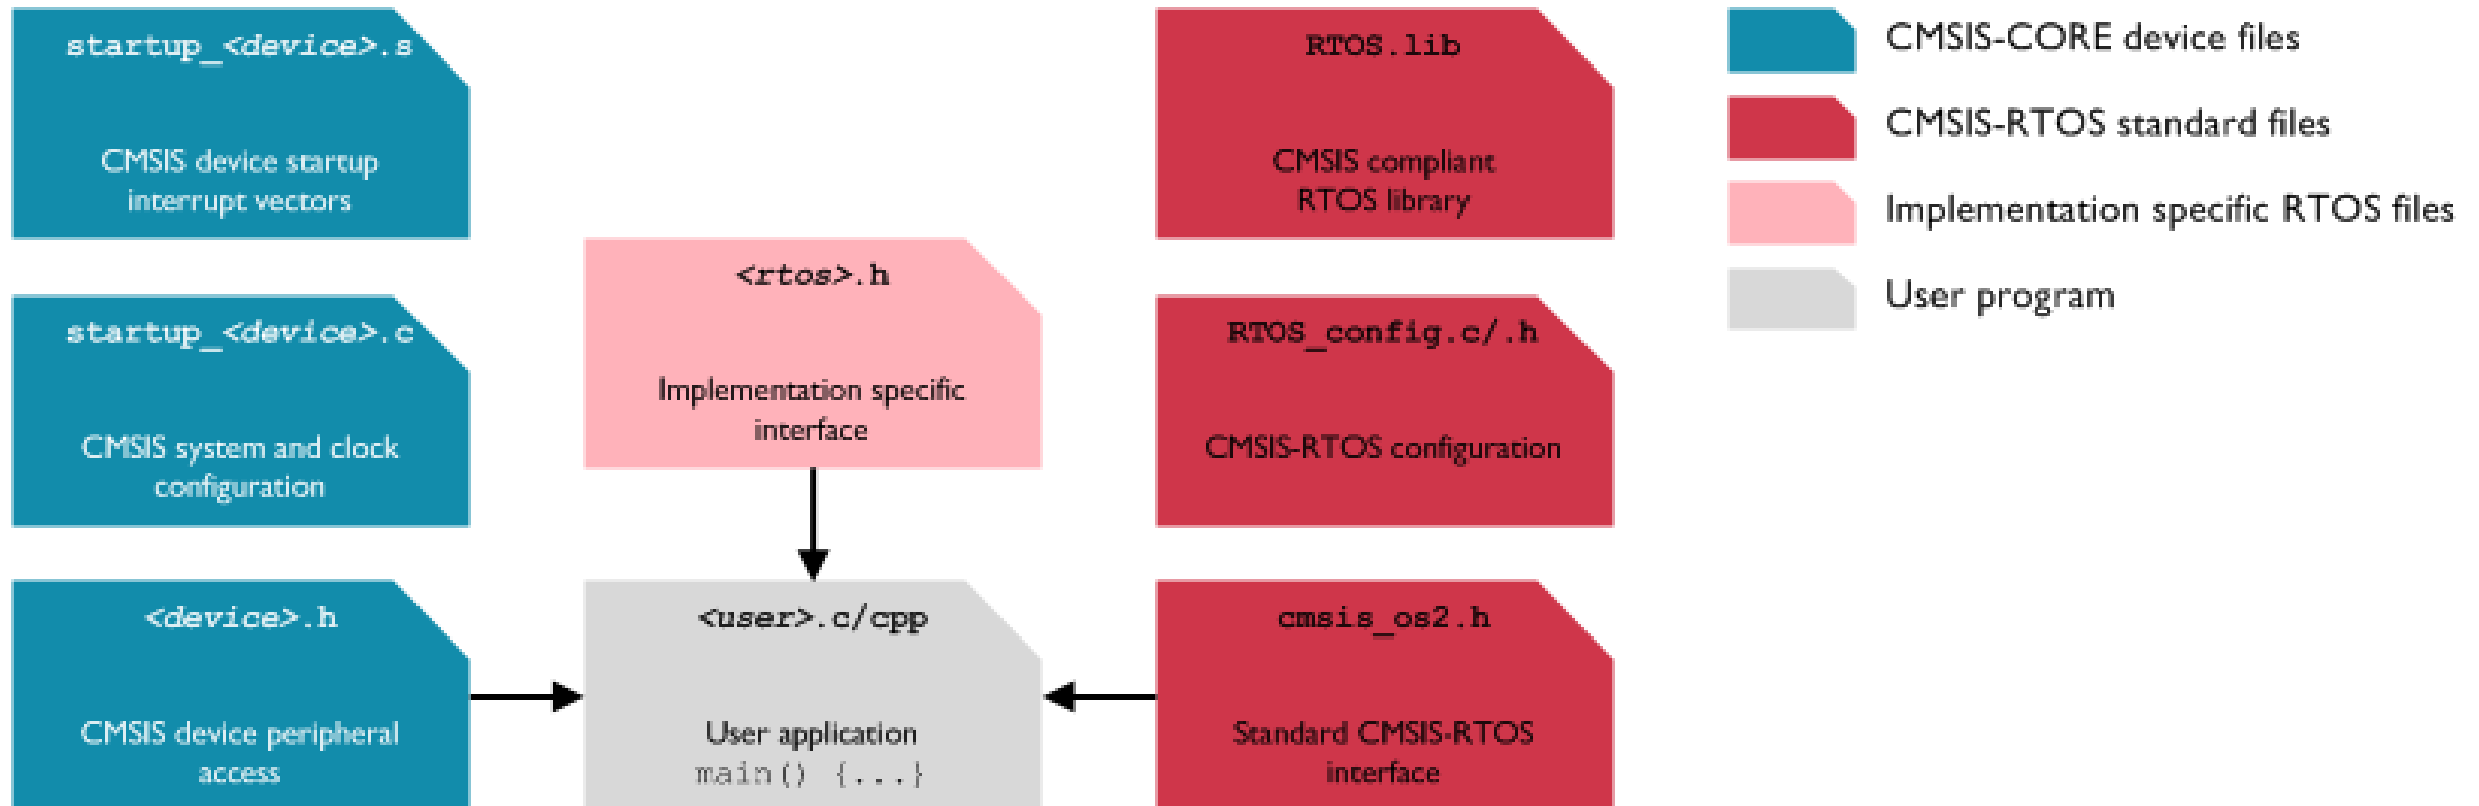 startup_<device>.s
CMSIS device startup
interrupt vectors
startup_<device>.c
CMSIS system and clock
configuration
<device>.h
CMSIS device peripheral
access
<rtos>.h
Implementation specific
interface
<user>.c/cpp
User application
main() {...}
RTOS.lib
CMSIS compliant
RTOS library
RTOS_config.c/.h
CMSIS-RTOS configuration
cmsis_os2.h
Standard CMSIS-RTOS
interface
CMSIS-CORE device files
CMSIS-RTOS standard files
Implementation specific RTOS files
User program